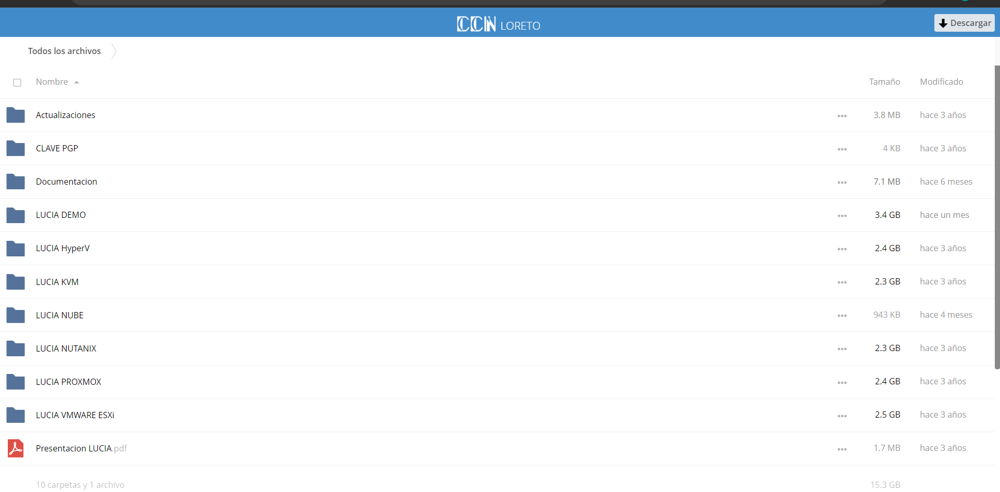 CCN LORETO
Descargar
Todos los archivos
Nombre Tamaño Modificado
Actualizaciones 3.8 MB hace 3 años
CLAVE PGP 4 KB hace 3 años
Documentacion 7.1 MB hace 6 meses
LUCIA DEMO 3.4 GB hace un mes
LUCIA HyperV 2.4 GB hace 3 años
LUCIA KVM 2.3 GB hace 3 años
LUCIA NUBE 943 KB hace 4 meses
LUCIA NUTANIX 2.3 GB hace 3 años
LUCIA PROXMOX 2.4 GB hace 3 años
LUCIA VMWARE ESXi 2.5 GB hace 3 años
Presentacion LUCIA.pdf 1.7 MB hace 3 años
10 carpetas y 1 archivo 15.3 GB